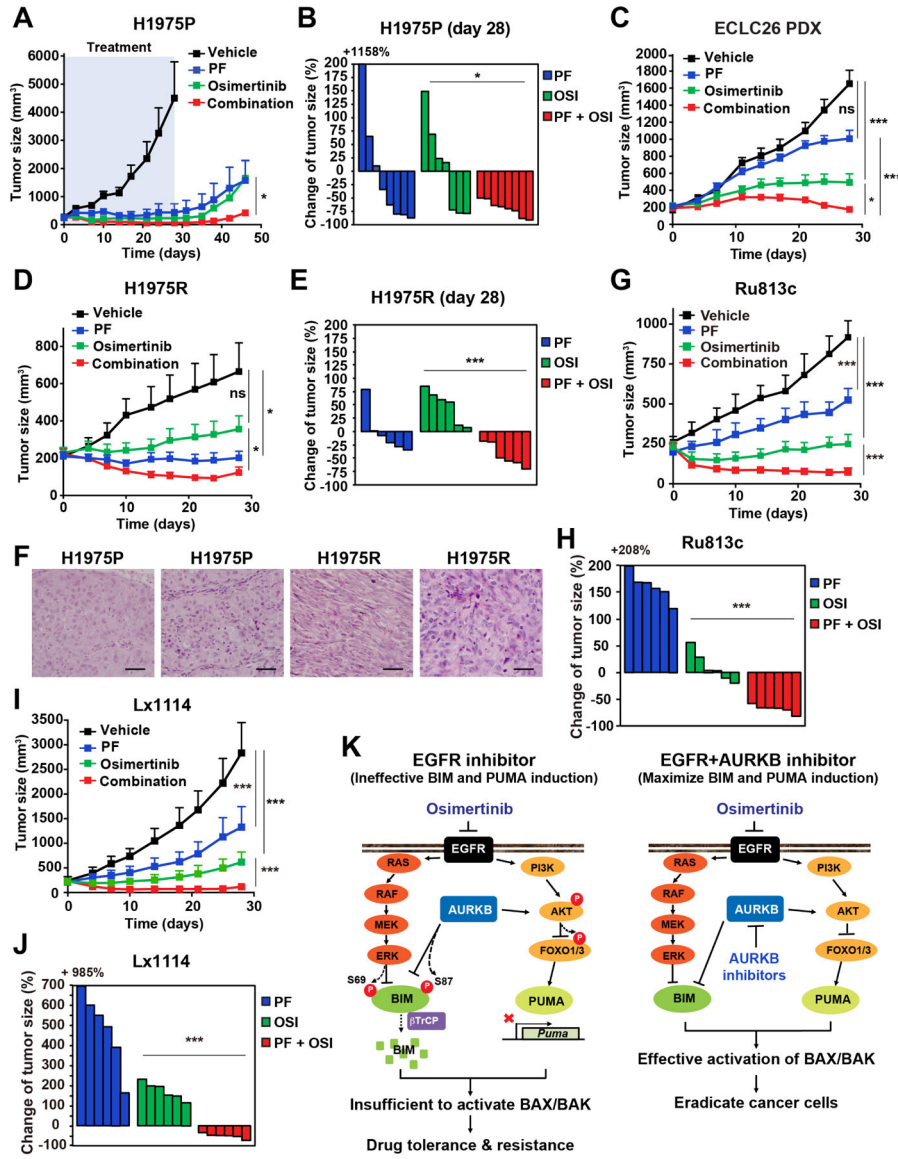 A
H1975P
Treatment
Vehicle
PF
Osimertinib
Combination
Tumor size (mm³)
6000
5000
4000
3000
2000
1000
0
*
0 10 20 30 40 50
Time (days)
B
H1975P (day 28)
+1158%
Change of tumor size (%)
200
175
150
125
100
75
50
25
0
-25
-50
-75
-100
*
PF
OSI
PF + OSI
C
ECLC26 PDX
Vehicle
PF
Osimertinib
Combination
Tumor size (mm³)
2000
1800
1600
1400
1200
1000
800
600
400
200
0
ns
***
***
*
0 10 20 30
Time (days)
D
H1975R
Vehicle
PF
Osimertinib
Combination
Tumor size (mm³)
800
600
400
200
0
ns
*
*
0 5 10 15 20 25 30
Time (days)
E
H1975R (day 28)
Change of tumor size (%)
200
175
150
125
100
75
50
25
0
-25
-50
-75
-100
***
PF
OSI
PF + OSI
G
Ru813c
Vehicle
PF
Osimertinib
Combination
Tumor size (mm³)
1000
750
500
250
0
***
***
***
0 5 10 15 20 25 30
Time (days)
F
H1975P
H1975P
H1975R
H1975R
H
Ru813c
+208%
Change of tumor size (%)
200
150
100
50
0
-50
-100
***
PF
OSI
PF + OSI
I
Lx1114
Vehicle
PF
Osimertinib
Combination
Tumor size (mm³)
3500
3000
2500
2000
1500
1000
500
0
***
***
***
0 5 10 15 20 25 30
Time (days)
J
Lx1114
+ 985%
Change of tumor size (%)
700
600
500
400
300
200
100
0
-100
***
PF
OSI
PF + OSI
K
EGFR inhibitor
(Ineffective BIM and PUMA induction)
Osimertinib
EGFR
RAS
PI3K
RAF
AURKB
AKT
P
MEK
FOXO1/3
P
ERK
S69
S87
P
P
BIM
PUMA
βTrCP
BIM
Puma
Insufficient to activate BAX/BAK
Drug tolerance & resistance
EGFR+AURKB inhibitor
(Maximize BIM and PUMA induction)
Osimertinib
EGFR
RAS
PI3K
RAF
AURKB
AKT
MEK
FOXO1/3
ERK
AURKB
inhibitors
BIM
PUMA
Effective activation of BAX/BAK
Eradicate cancer cells